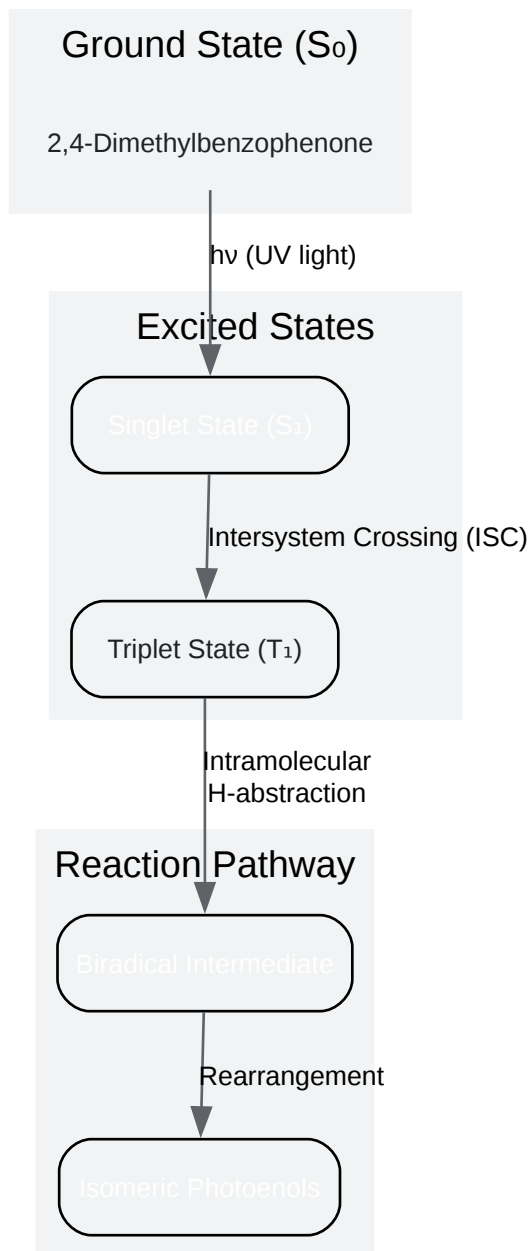 Ground State (S₀)
2,4-Dimethylbenzophenone
hν (UV light)
Excited States
Singlet State (S₁)
Intersystem Crossing (ISC)
Triplet State (T₁)
Intramolecular
H-abstraction
Reaction Pathway
Biradical Intermediate
Rearrangement
Isomeric Photoenols